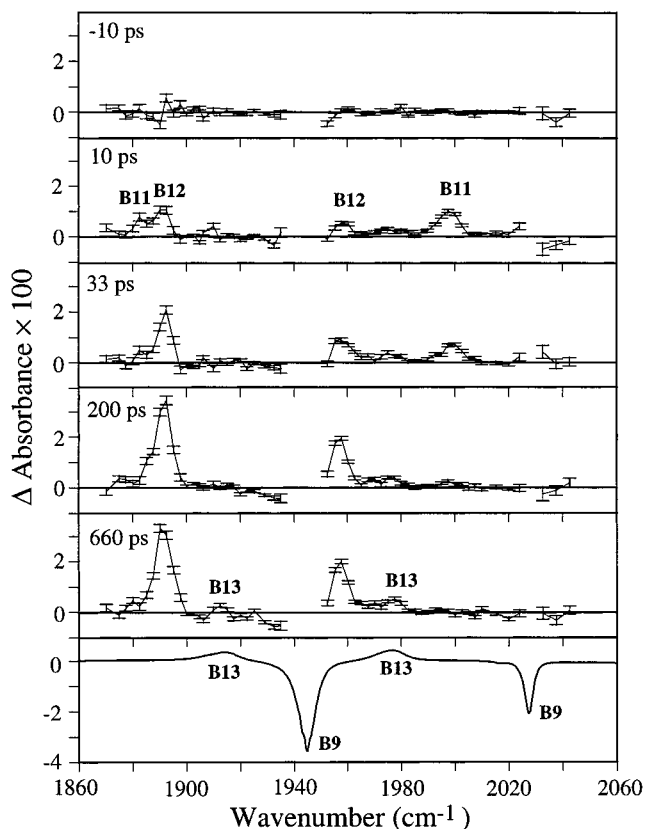 -10 ps
2
0
10 ps
B11
B12
B12
B11
2
0
33 ps
2
0
200 ps
2
0
660 ps
B13
B13
2
0
0
-2
-4
B13
B9
B13
B9
1860
1900
1940
1980
2020
2060
Wavenumber (cm-1)
Δ Absorbance × 100